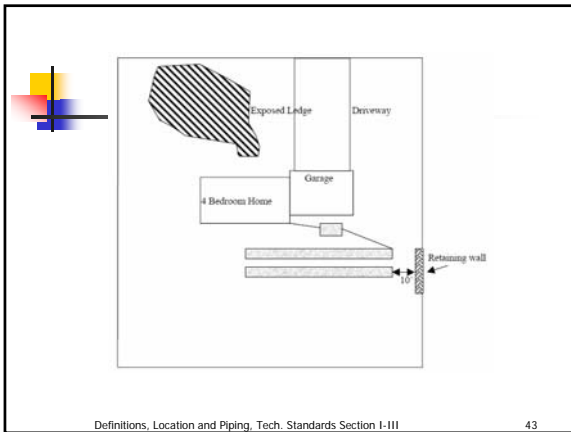 Exposed Ledge
Driveway
Garage
4 Bedroom Home
Retaining wall
10
Definitions, Location and Piping, Tech. Standards Section I-III 43